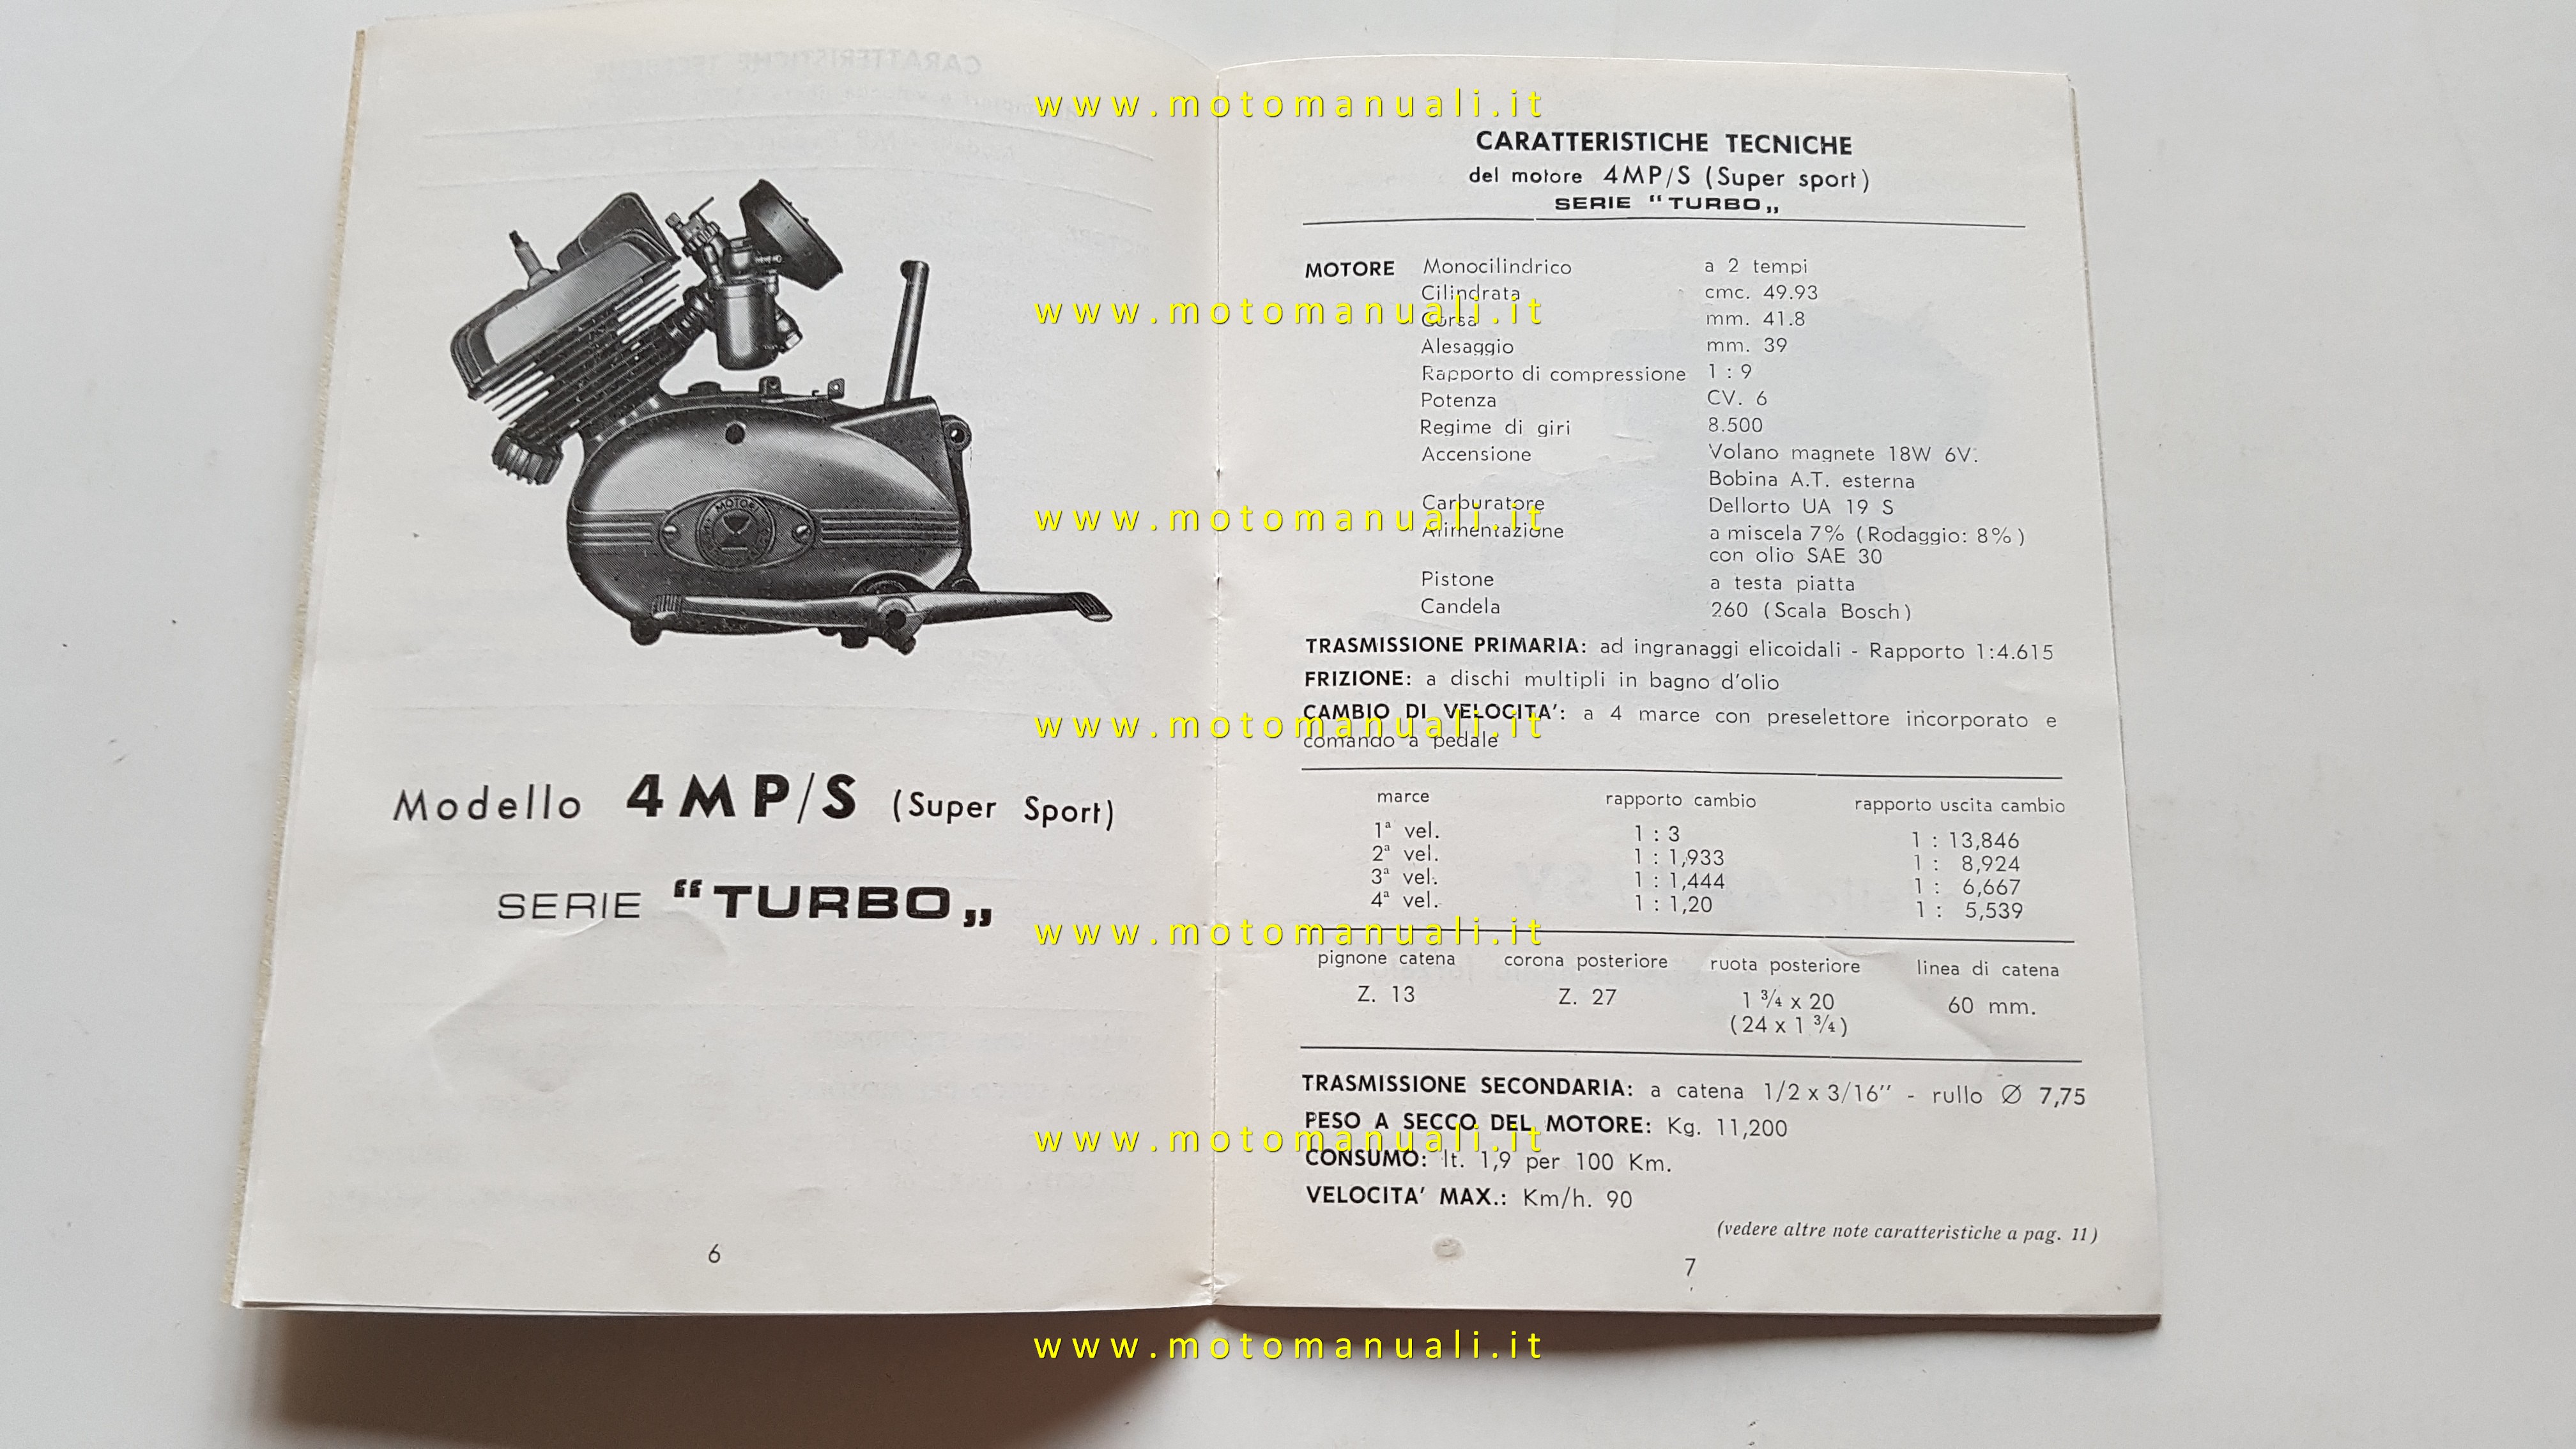 Modello 4MP/S (Super Sport)
SERIE “TURBO„
6
CARATTERISTICHE TECNICHE
del motore 4MP/S (Super sport)
SERIE “TURBO„
MOTORE Monocilindrico a 2 tempi
Cilindrata cmc. 49.93
Corsa mm. 41.8
Alesaggio mm. 39
Rapporto di compressione 1 : 9
Potenza CV. 6
Regime di giri 8.500
Accensione Volano magnete 18W 6V.
Bobina A.T. esterna
Carburatore Dellorto UA 19 S
Alimentazione a miscela 7% (Rodaggio: 8%)
con olio SAE 30
Pistone a testa piatta
Candela 260 (Scala Bosch)
TRASMISSIONE PRIMARIA: ad ingranaggi elicoidali - Rapporto 1:4.615
FRIZIONE: a dischi multipli in bagno d'olio
CAMBIO DI VELOCITA': a 4 marce con preselettore incorporato e
comando a pedale
marce rapporto cambio rapporto uscita cambio
1ª vel. 1 : 3 1 : 13,846
2ª vel. 1 : 1,933 1 : 8,924
3ª vel. 1 : 1,444 1 : 6,667
4ª vel. 1 : 1,20 1 : 5,539
pignone catena corona posteriore ruota posteriore linea di catena
Z. 13 Z. 27 1 3/4 x 20 60 mm.
(24 x 1 3/4)
TRASMISSIONE SECONDARIA: a catena 1/2 x 3/16" - rullo Ø 7,75
PESO A SECCO DEL MOTORE: Kg. 11,200
CONSUMO: lt. 1,9 per 100 Km.
VELOCITA' MAX.: Km/h. 90
(vedere altre note caratteristiche a pag. 11)
7
www.motomanuali.it
www.motomanuali.it
www.motomanuali.it
www.motomanuali.it
www.motomanuali.it
www.motomanuali.it
www.motomanuali.it